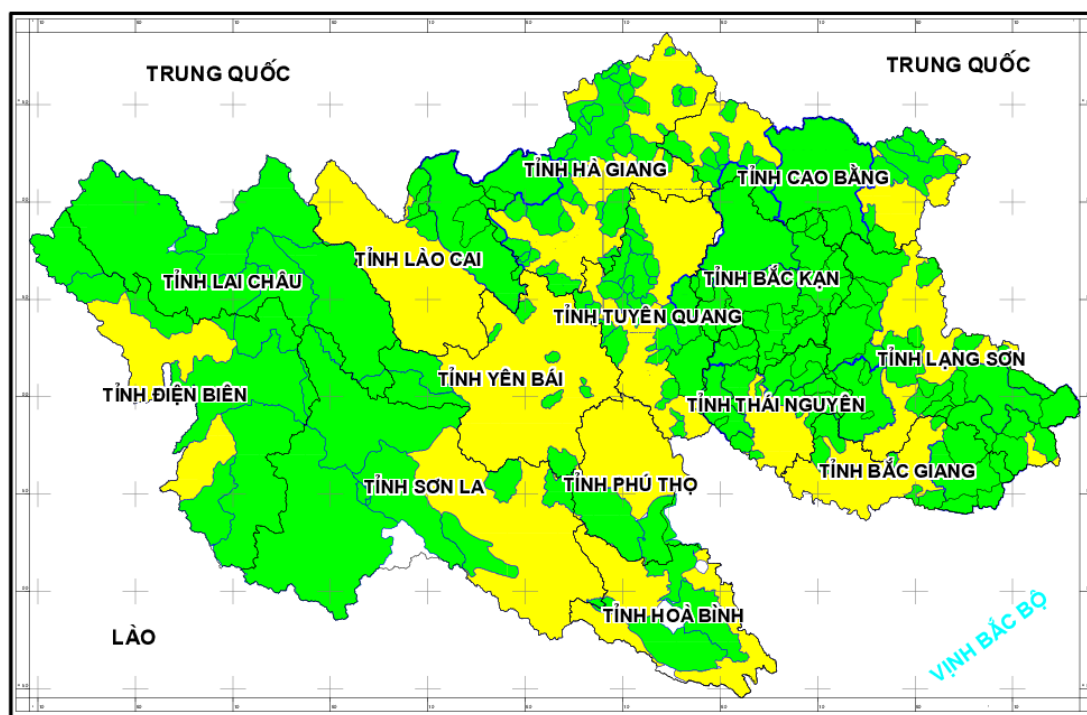 TRUNG QUỐC
TRUNG QUỐC
TỈNH HÀ GIANG
TỈNH CAO BẰNG
TỈNH LÀO CAI
TỈNH LAI CHÂU
TỈNH BẮC KẠN
TỈNH TUYÊN QUANG
TỈNH LẠNG SƠN
TỈNH YÊN BÁI
TỈNH ĐIỆN BIÊN
TỈNH THÁI NGUYÊN
TỈNH BẮC GIANG
TỈNH SƠN LA
TỈNH PHÚ THỌ
TỈNH HOÀ BÌNH
LÀO
VỊNH BẮC BỘ